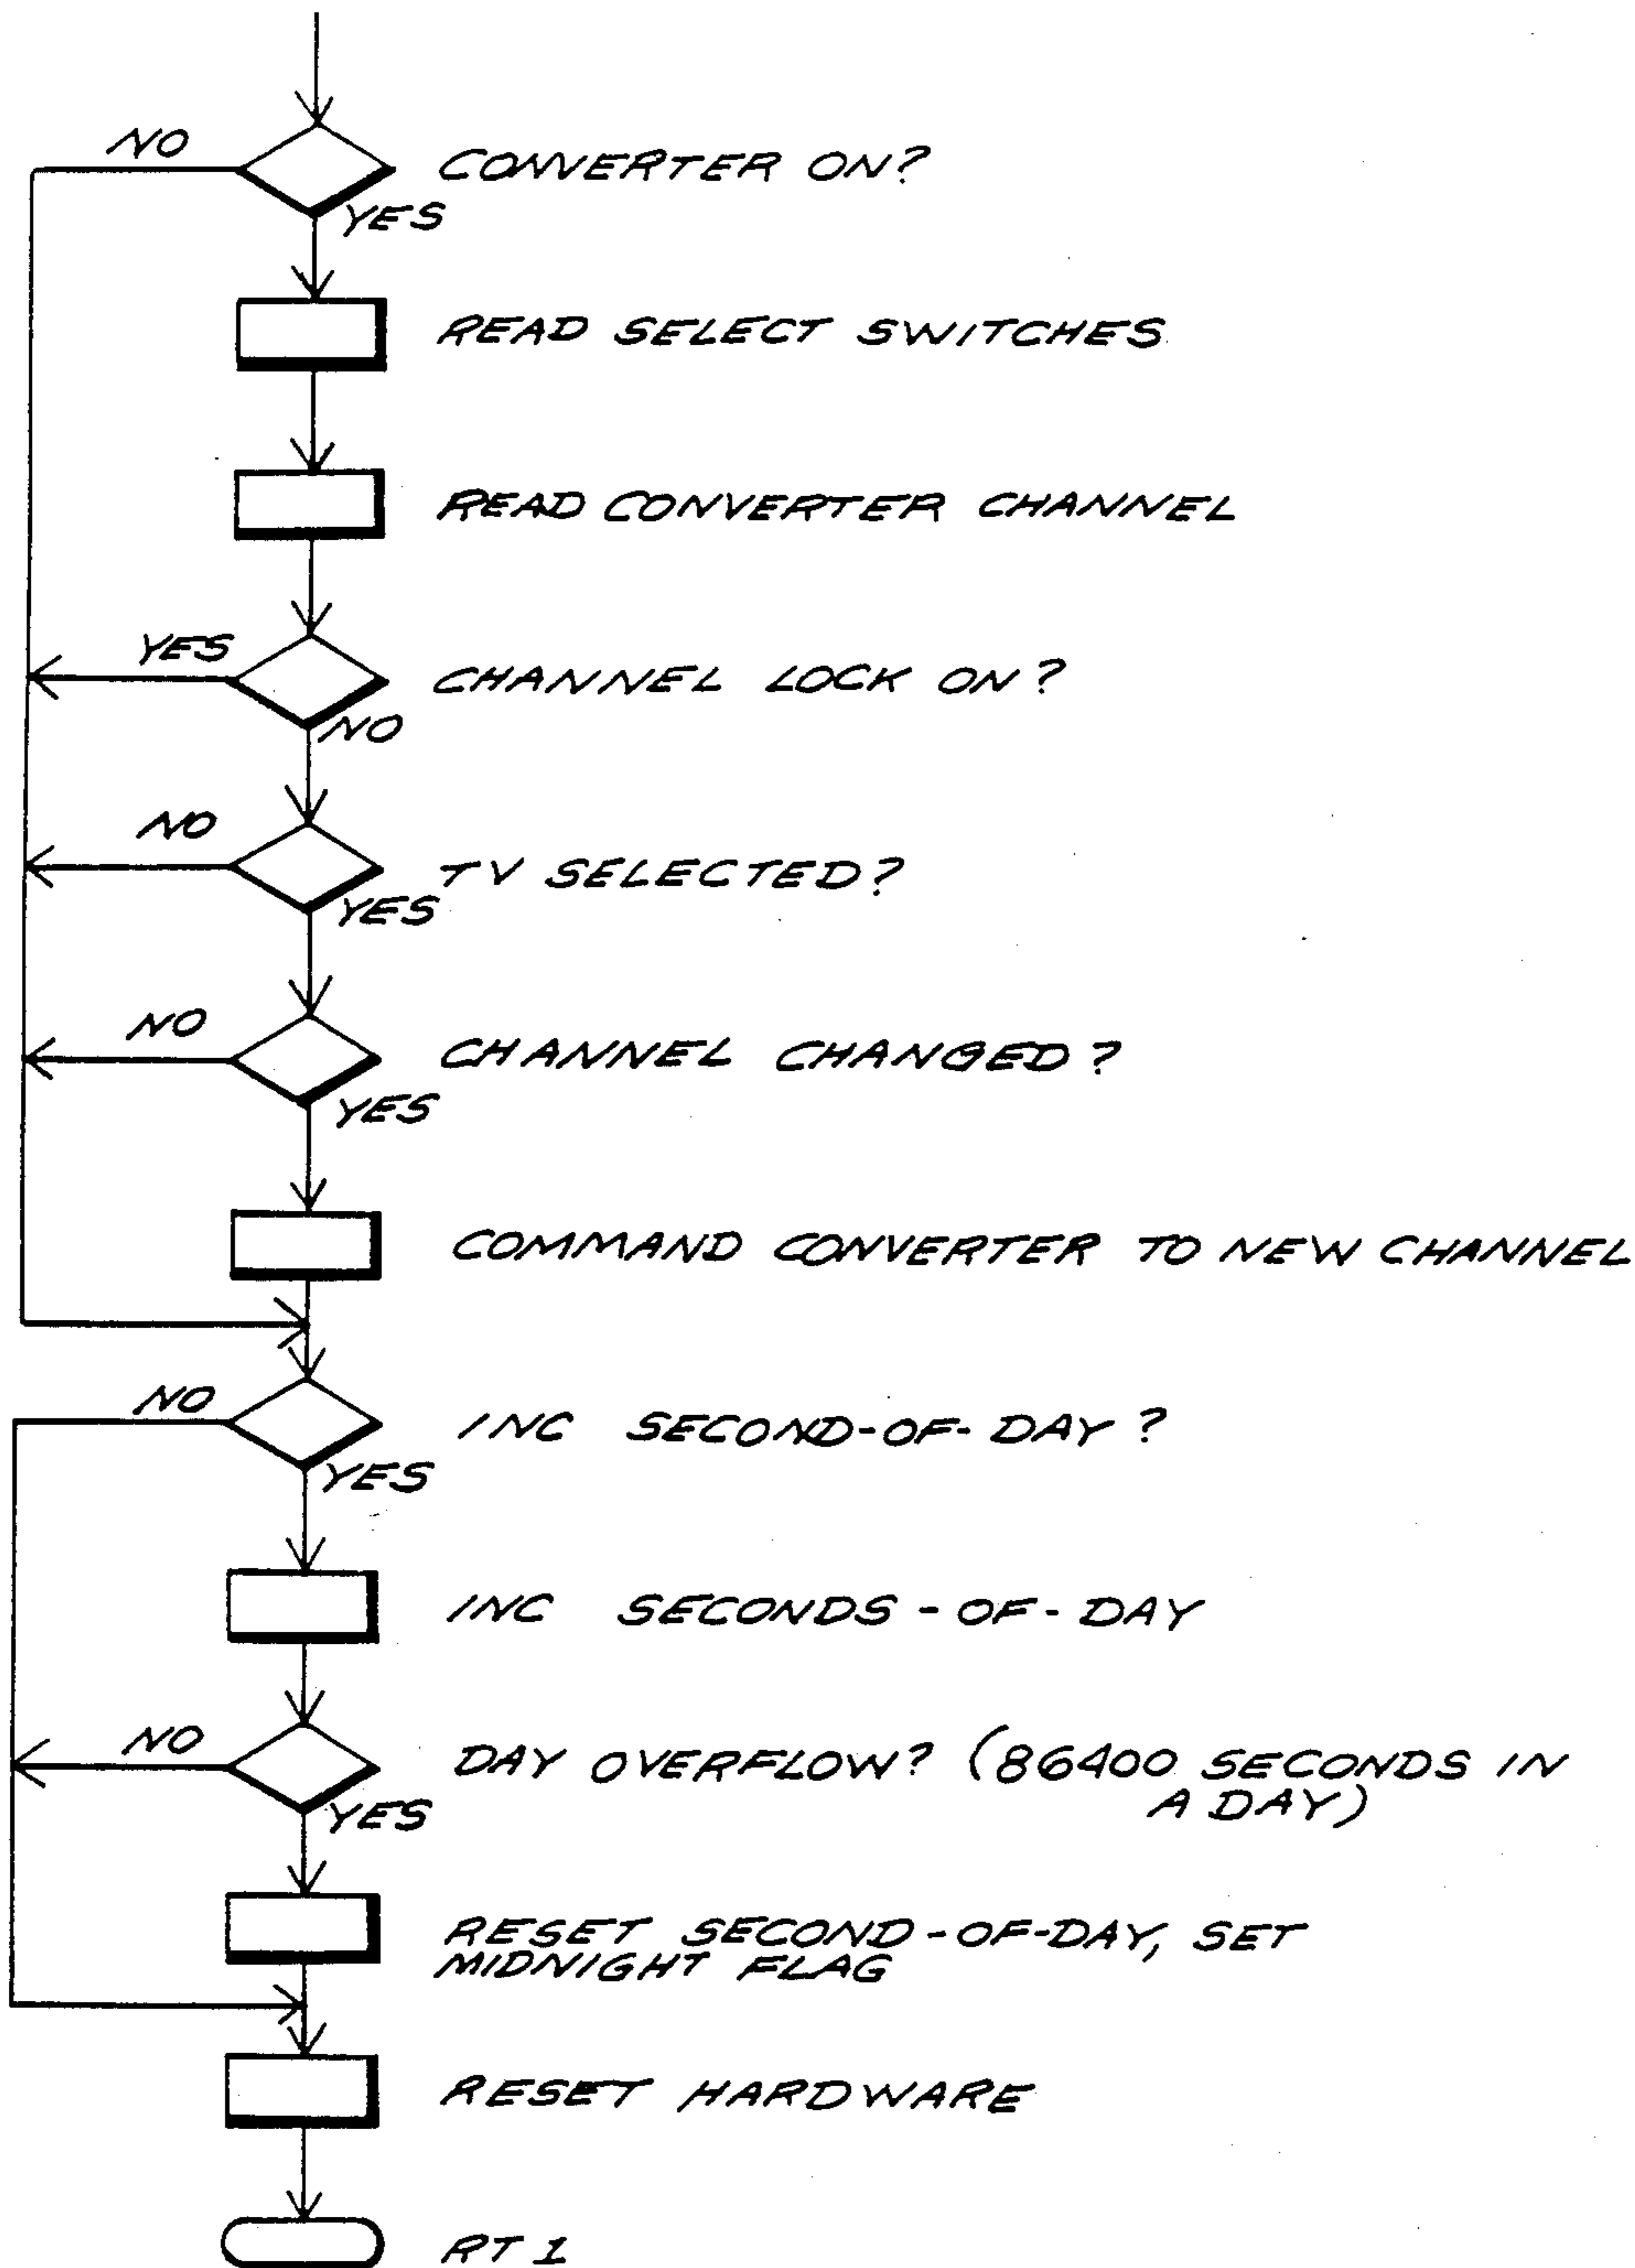 NO
CONVERTER ON?
YES
READ SELECT SWITCHES
READ CONVERTER CHANNEL
YES
CHANNEL LOCK ON?
NO
NO
TV SELECTED?
YES
NO
CHANNEL CHANGED?
YES
COMMAND CONVERTER TO NEW CHANNEL
NO
INC SECOND-OF-DAY?
YES
INC SECONDS-OF-DAY
NO
DAY OVERFLOW? (86400 SECONDS IN
A DAY)
YES
RESET SECOND-OF-DAY, SET
MIDNIGHT FLAG
RESET HARDWARE
RT I